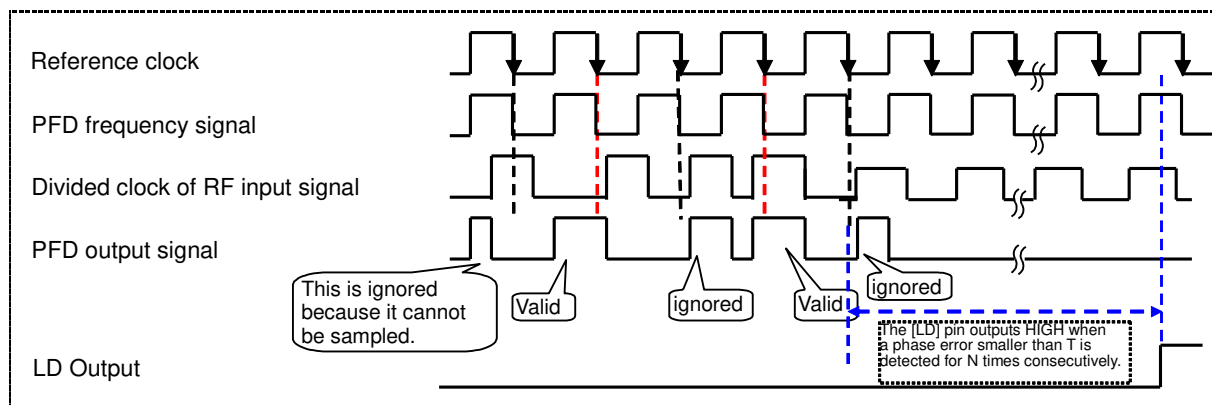 Reference clock
PFD frequency signal
Divided clock of RF input signal
PFD output signal
This is ignored
because it cannot
be sampled.
Valid
ignored
Valid
ignored
The [LD] pin outputs HIGH when
a phase error smaller than T is
detected for N times consecutively.
LD Output